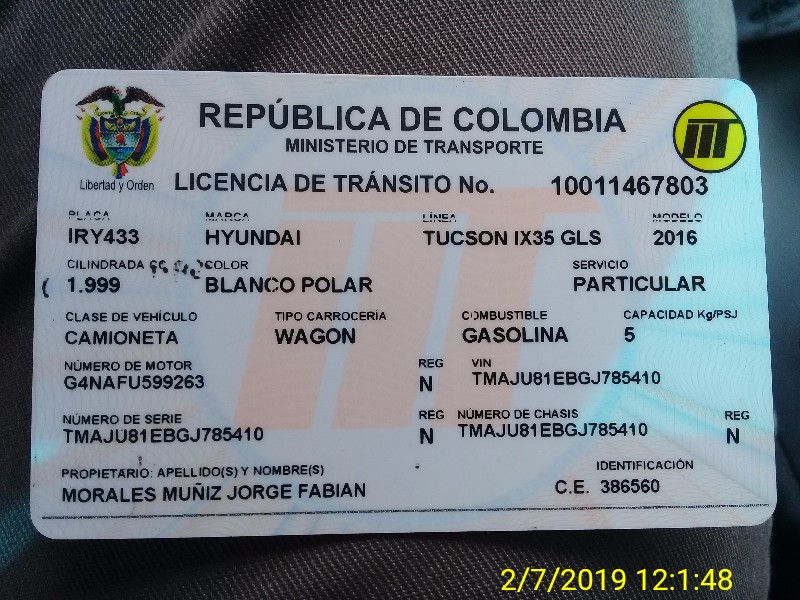 REPÚBLICA DE COLOMBIA
MINISTERIO DE TRANSPORTE
Libertad y Orden
LICENCIA DE TRÁNSITO No. 10011467803
PLACA MARCA LÍNEA MODELO
IRY433 HYUNDAI TUCSON IX35 GLS 2016
CILINDRADA COLOR SERVICIO
1.999 BLANCO POLAR PARTICULAR
CLASE DE VEHÍCULO TIPO CARROCERÍA COMBUSTIBLE CAPACIDAD Kg/PSJ
CAMIONETA WAGON GASOLINA 5
NÚMERO DE MOTOR REG VIN
G4NAFU599263 N TMAJU81EBGJ785410
NÚMERO DE SERIE REG NÚMERO DE CHASIS REG
TMAJU81EBGJ785410 N TMAJU81EBGJ785410 N
PROPIETARIO: APELLIDO(S) Y NOMBRE(S) IDENTIFICACIÓN
MORALES MUÑIZ JORGE FABIAN C.E. 386560
2/7/2019 12:1:48